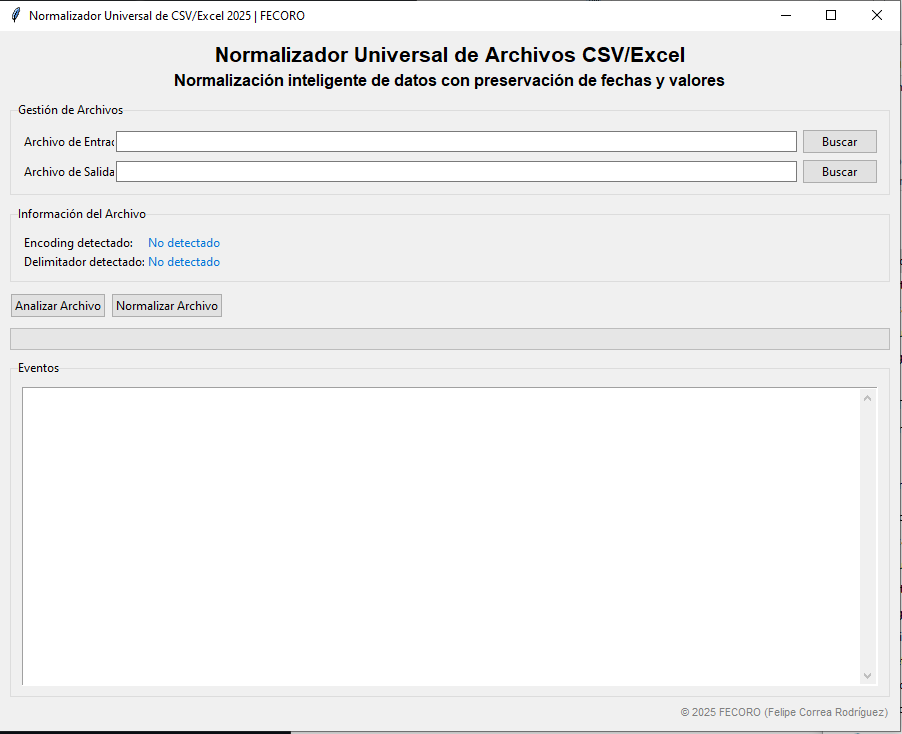 Normalizador Universal de CSV/Excel 2025 | FECORO
Normalizador Universal de Archivos CSV/Excel
Normalización inteligente de datos con preservación de fechas y valores
Gestión de Archivos
Archivo de Entrac
Buscar
Archivo de Salida
Buscar
Información del Archivo
Encoding detectado: No detectado
Delimitador detectado: No detectado
Analizar Archivo Normalizar Archivo
Eventos
© 2025 FECORO (Felipe Correa Rodríguez)